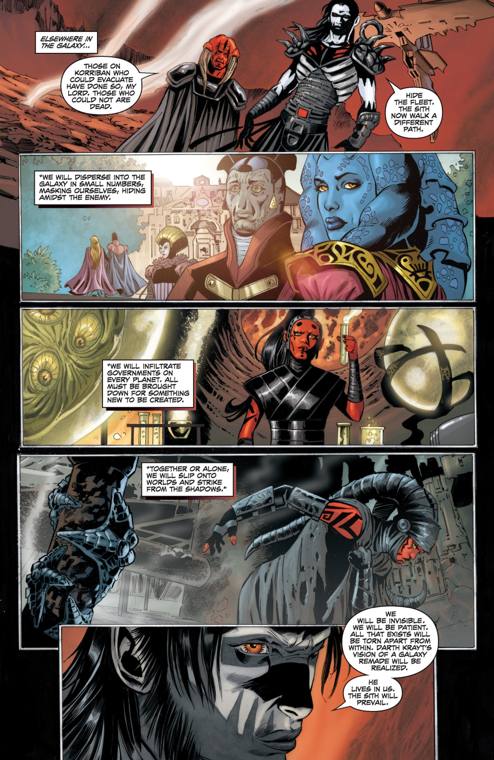 ELSEWHERE IN
THE GALAXY...
THOSE ON
KORRIBAN WHO
COULD EVACUATE
HAVE DONE SO, MY
LORD. THOSE WHO
COULD NOT ARE
DEAD.
HIDE
THE FLEET.
THE SITH
NOW WALK A
DIFFERENT
PATH.
"WE WILL DISPERSE INTO THE
GALAXY IN SMALL NUMBERS,
MASKING OURSELVES, HIDING
AMIDST THE ENEMY.
"WE WILL INFILTRATE
GOVERNMENTS ON
EVERY PLANET. ALL
MUST BE BROUGHT
DOWN FOR SOMETHING
NEW TO BE CREATED.
"TOGETHER OR ALONE,
WE WILL SLIP ONTO
WORLDS AND STRIKE
FROM THE SHADOWS."
WE
WILL BE INVISIBLE.
WE WILL BE PATIENT.
ALL THAT EXISTS WILL
BE TORN APART FROM
WITHIN. DARTH KRAYT'S
VISION OF A GALAXY
REMADE WILL BE
REALIZED.
HE
LIVES IN US.
THE SITH WILL
PREVAIL.